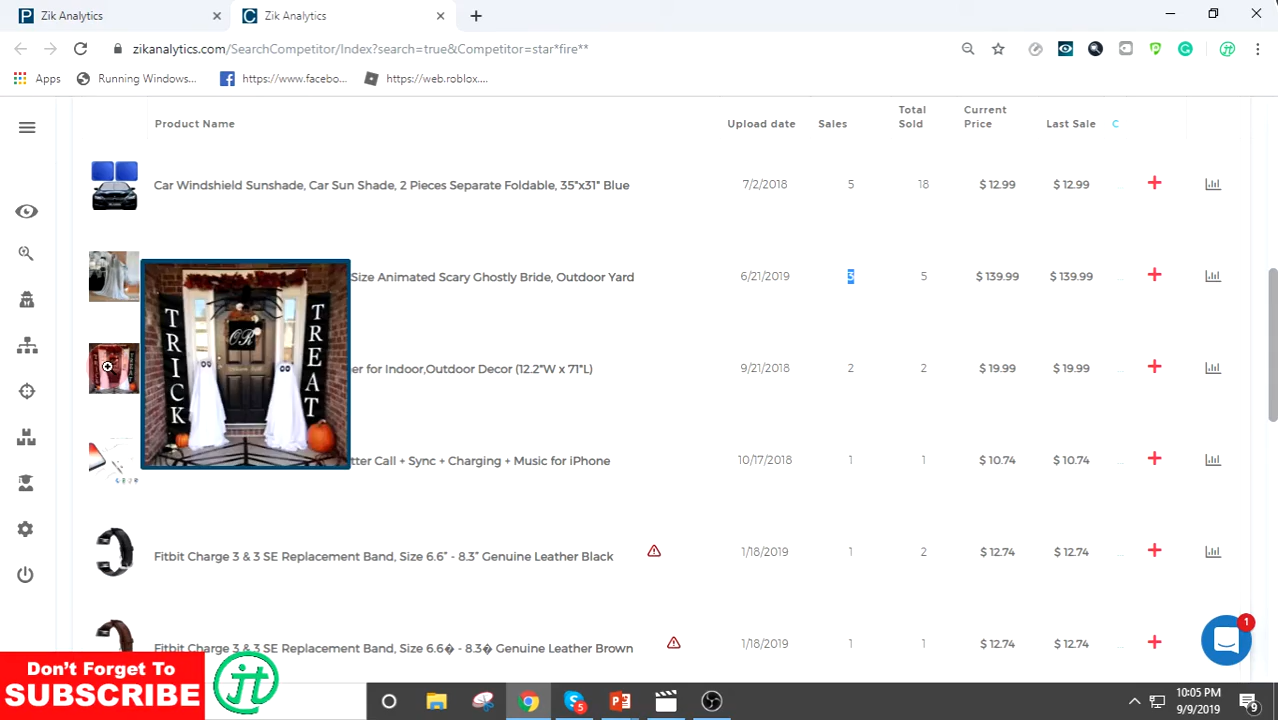 Zik Analytics
Zik Analytics
zikanalytics.com/SearchCompetitor/Index?search=true&Competitor=star*fire**
Apps
Running Windows...
https://www.facebo...
https://web.roblox....
Product Name
Upload date
Sales
Total Sold
Current Price
Last Sale
C
Car Windshield Sunshade, Car Sun Shade, 2 Pieces Separate Foldable, 35"x31" Blue
7/2/2018
5
18
$ 12.99
$ 12.99
Size Animated Scary Ghostly Bride, Outdoor Yard
6/21/2019
3
5
$ 139.99
$ 139.99
TRICK
OR
TREAT
er for Indoor,Outdoor Decor (12.2"W x 71"L)
9/21/2018
2
2
$ 19.99
$ 19.99
tter Call + Sync + Charging + Music for iPhone
10/17/2018
1
1
$ 10.74
$ 10.74
Fitbit Charge 3 & 3 SE Replacement Band, Size 6.6" - 8.3" Genuine Leather Black
1/18/2019
1
2
$ 12.74
$ 12.74
Fitbit Charge 3 & 3 SE Replacement Band, Size 6.6� - 8.3� Genuine Leather Brown
1/18/2019
1
1
$ 12.74
$ 12.74
1
Don't Forget To
SUBSCRIBE
jt
5
10:05 PM
9/9/2019
9